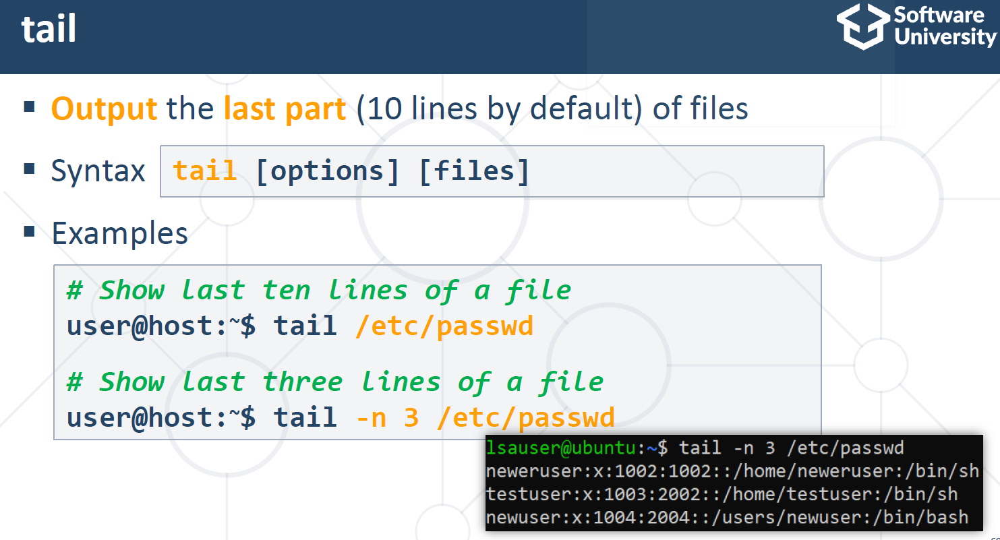 tail
Software
University
▪ Output the last part (10 lines by default) of files
▪ Syntax
tail [options] [files]
▪ Examples
# Show last ten lines of a file
user@host:~$ tail /etc/passwd
# Show last three lines of a file
user@host:~$ tail -n 3 /etc/passwd
lsauser@ubuntu:~$ tail -n 3 /etc/passwd
neweruser:x:1002:1002::/home/neweruser:/bin/sh
testuser:x:1003:2002::/home/testuser:/bin/sh
newuser:x:1004:2004::/users/newuser:/bin/bash